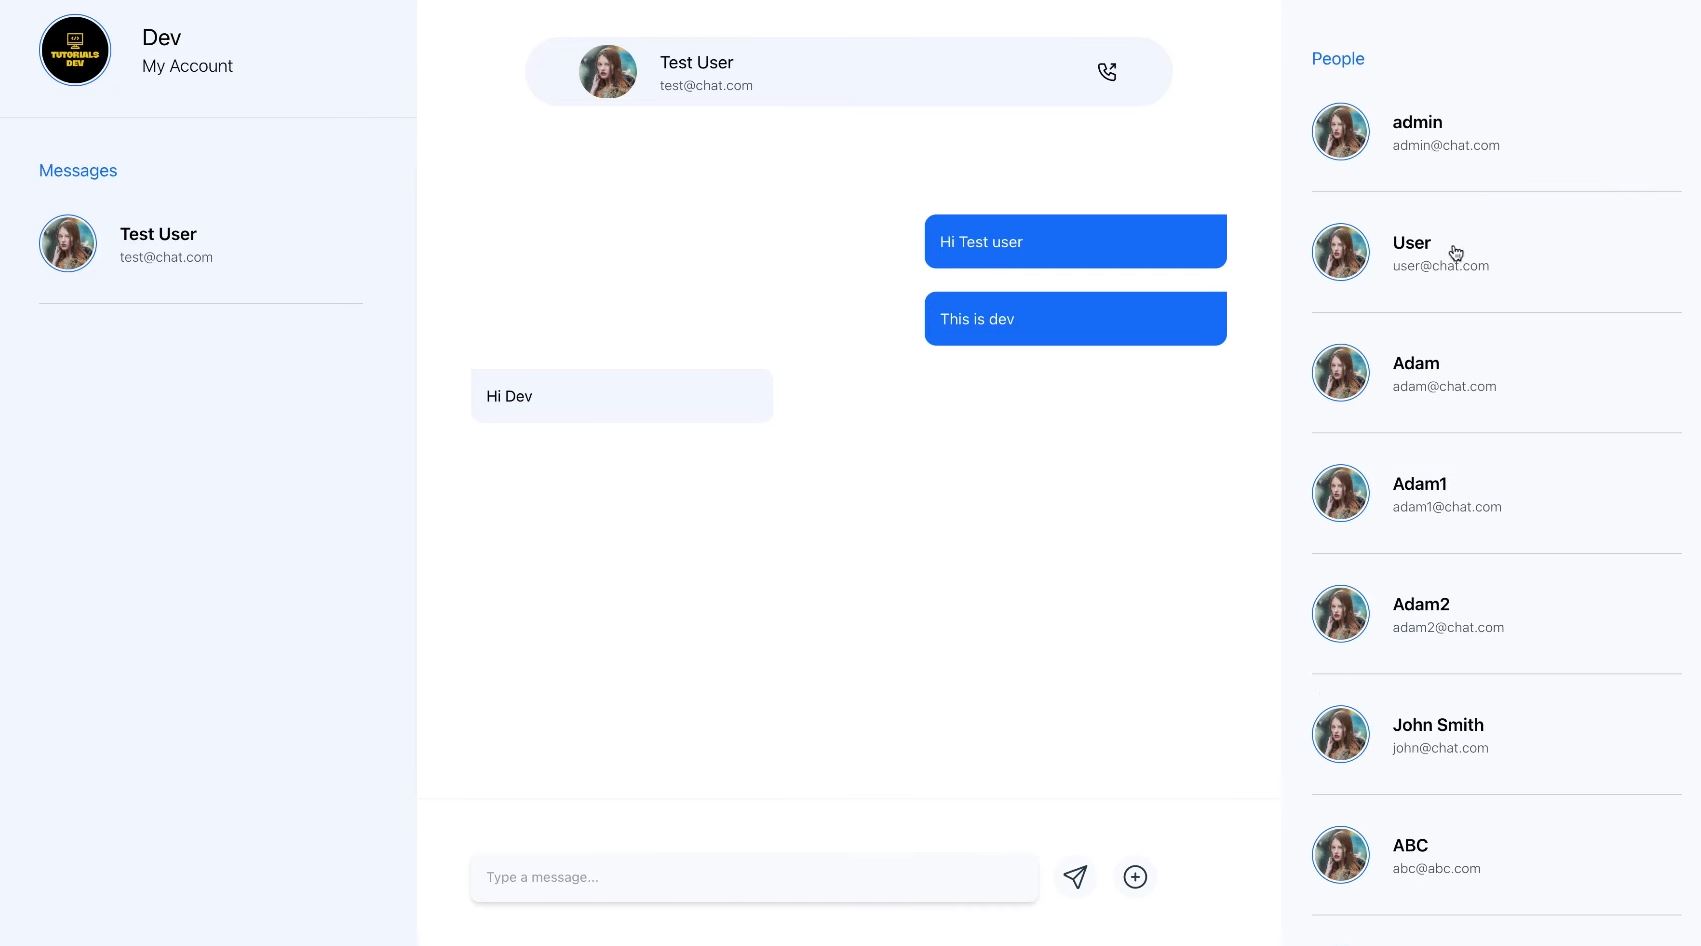 TUTORIALS
DEV
Dev
My Account
Messages
Test User
test@chat.com
Test User
test@chat.com
Hi Test user
This is dev
Hi Dev
Type a message...
People
admin
admin@chat.com
User
user@chat.com
Adam
adam@chat.com
Adam1
adam1@chat.com
Adam2
adam2@chat.com
John Smith
john@chat.com
ABC
abc@abc.com